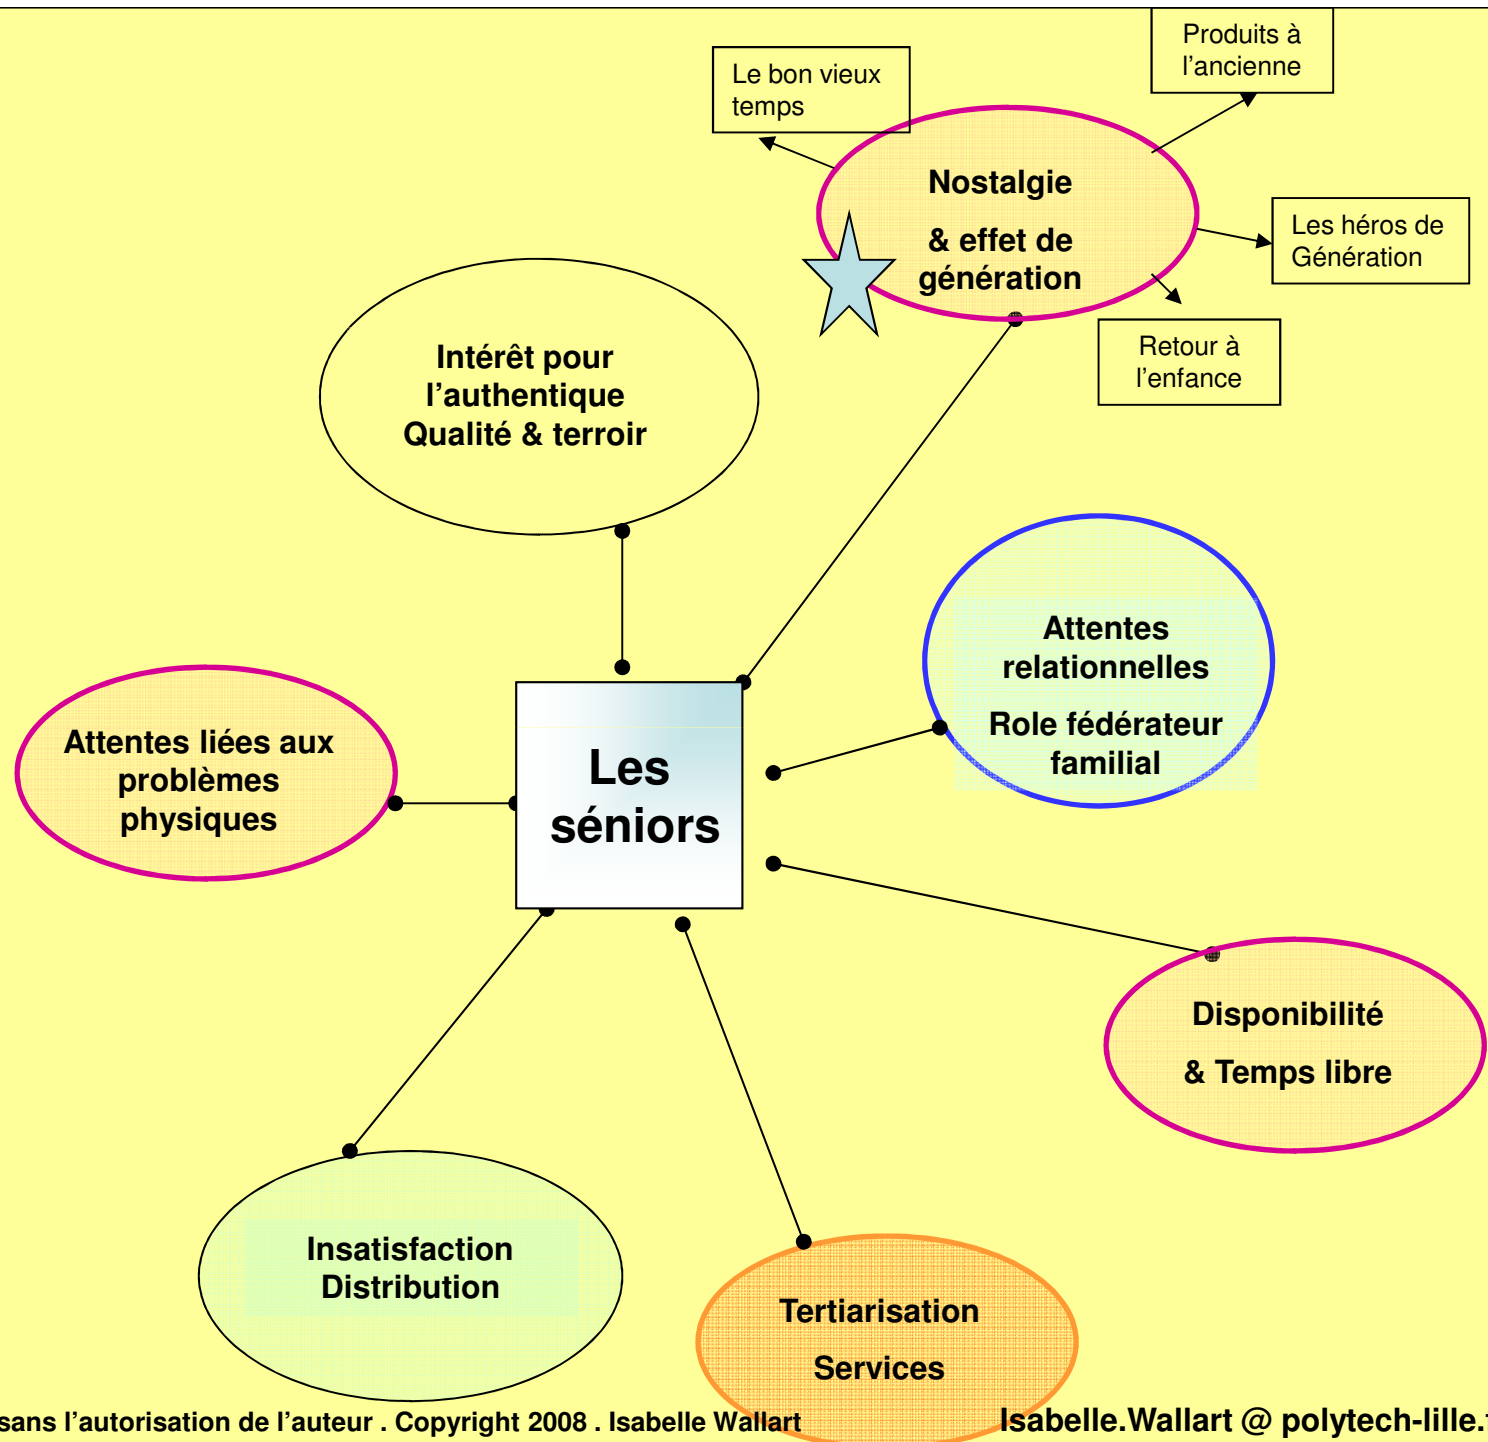 Produits à
l'ancienne
Le bon vieux
temps
Nostalgie
& effet de
génération
Les héros de
Génération
Retour à
l'enfance
Intérêt pour
l'authentique
Qualité & terroir
Attentes
relationnelles
Role fédérateur
familial
Attentes liées aux
problèmes
physiques
Les
séniors
Disponibilité
& Temps libre
Insatisfaction
Distribution
Tertiarisation
Services
sans l'autorisation de l'auteur . Copyright 2008 . Isabelle Wallart
Isabelle.Wallart @ polytech-lille.